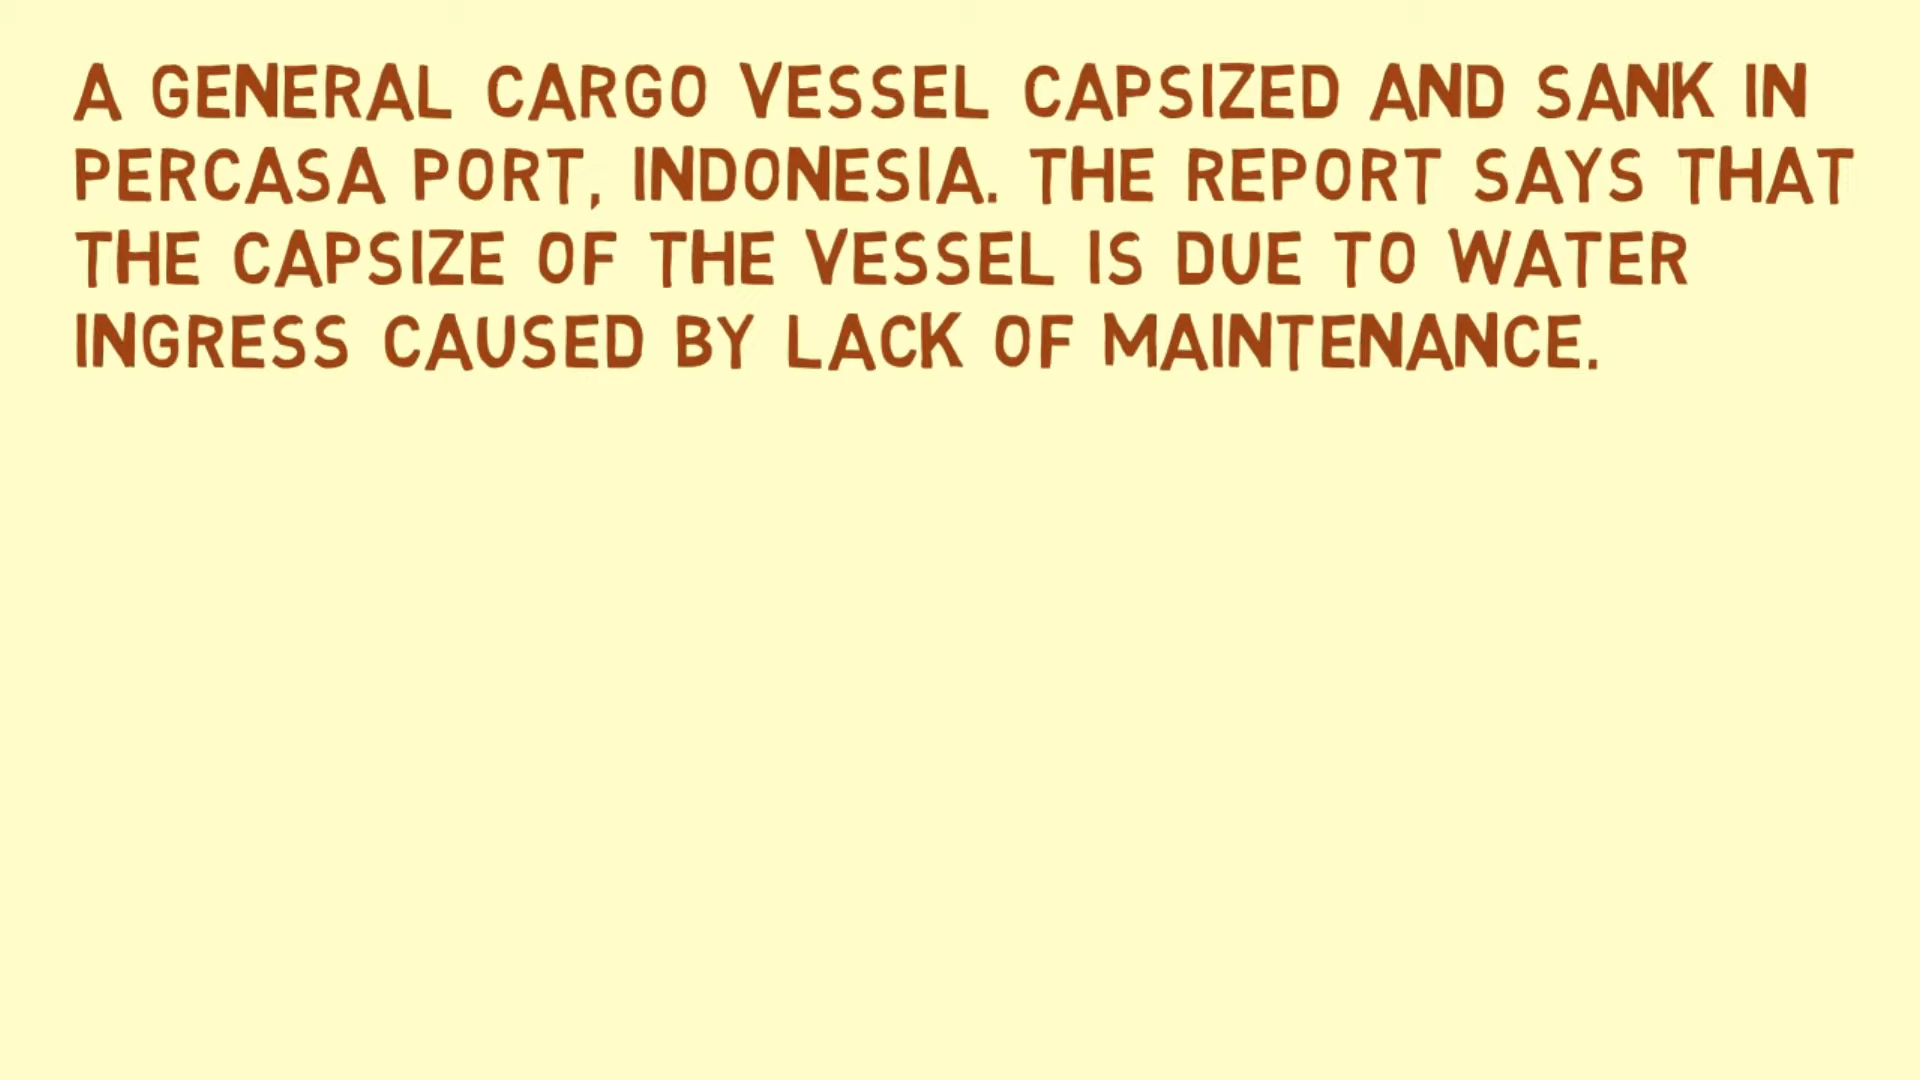 A GENERAL CARGO VESSEL CAPSIZED AND SANK IN
PERCASA PORT, INDONESIA. THE REPORT SAYS THAT
THE CAPSIZE OF THE VESSEL IS DUE TO WATER
INGRESS CAUSED BY LACK OF MAINTENANCE.